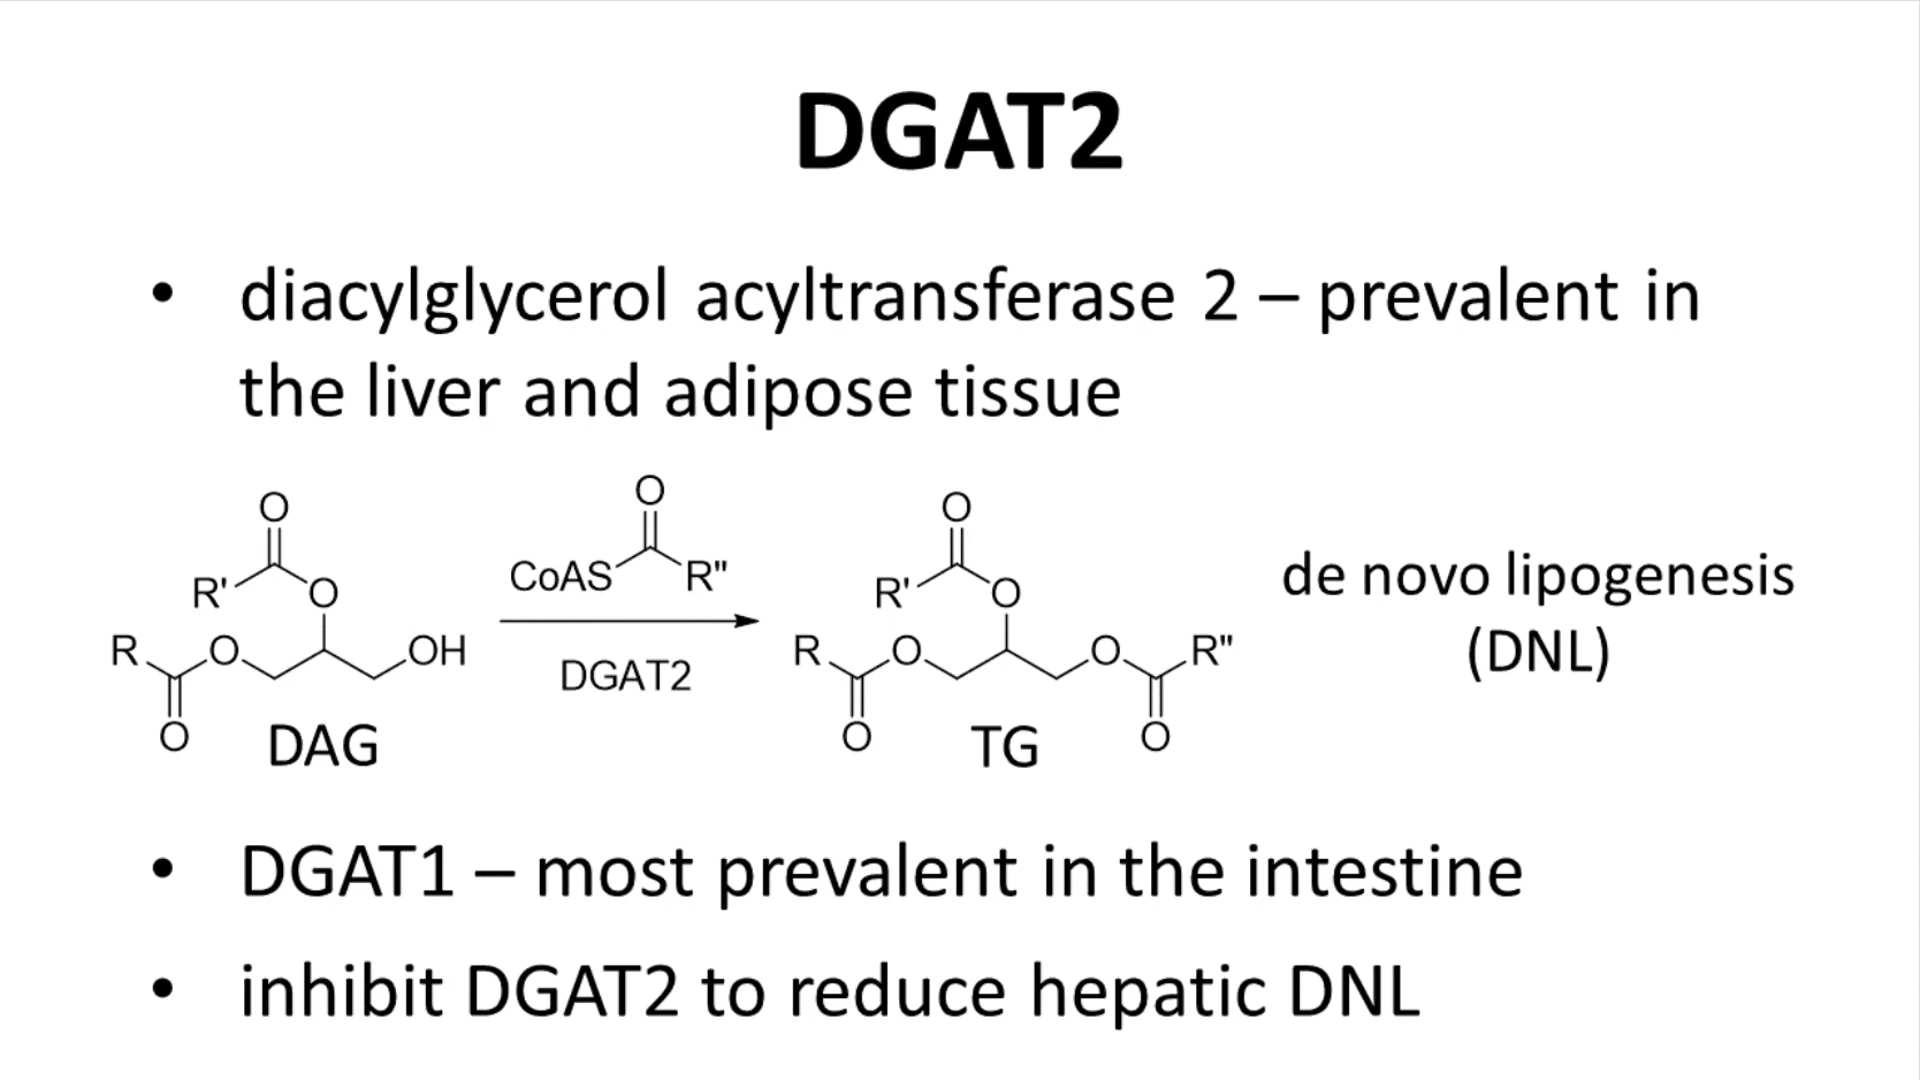 DGAT2
• diacylglycerol acyltransferase 2 – prevalent in
the liver and adipose tissue
O
R'
O
R
O
OH
O
DAG
O
CoAS
R"
DGAT2
O
R'
O
R
O
O
R"
O
O
TG
de novo lipogenesis
(DNL)
• DGAT1 – most prevalent in the intestine
• inhibit DGAT2 to reduce hepatic DNL